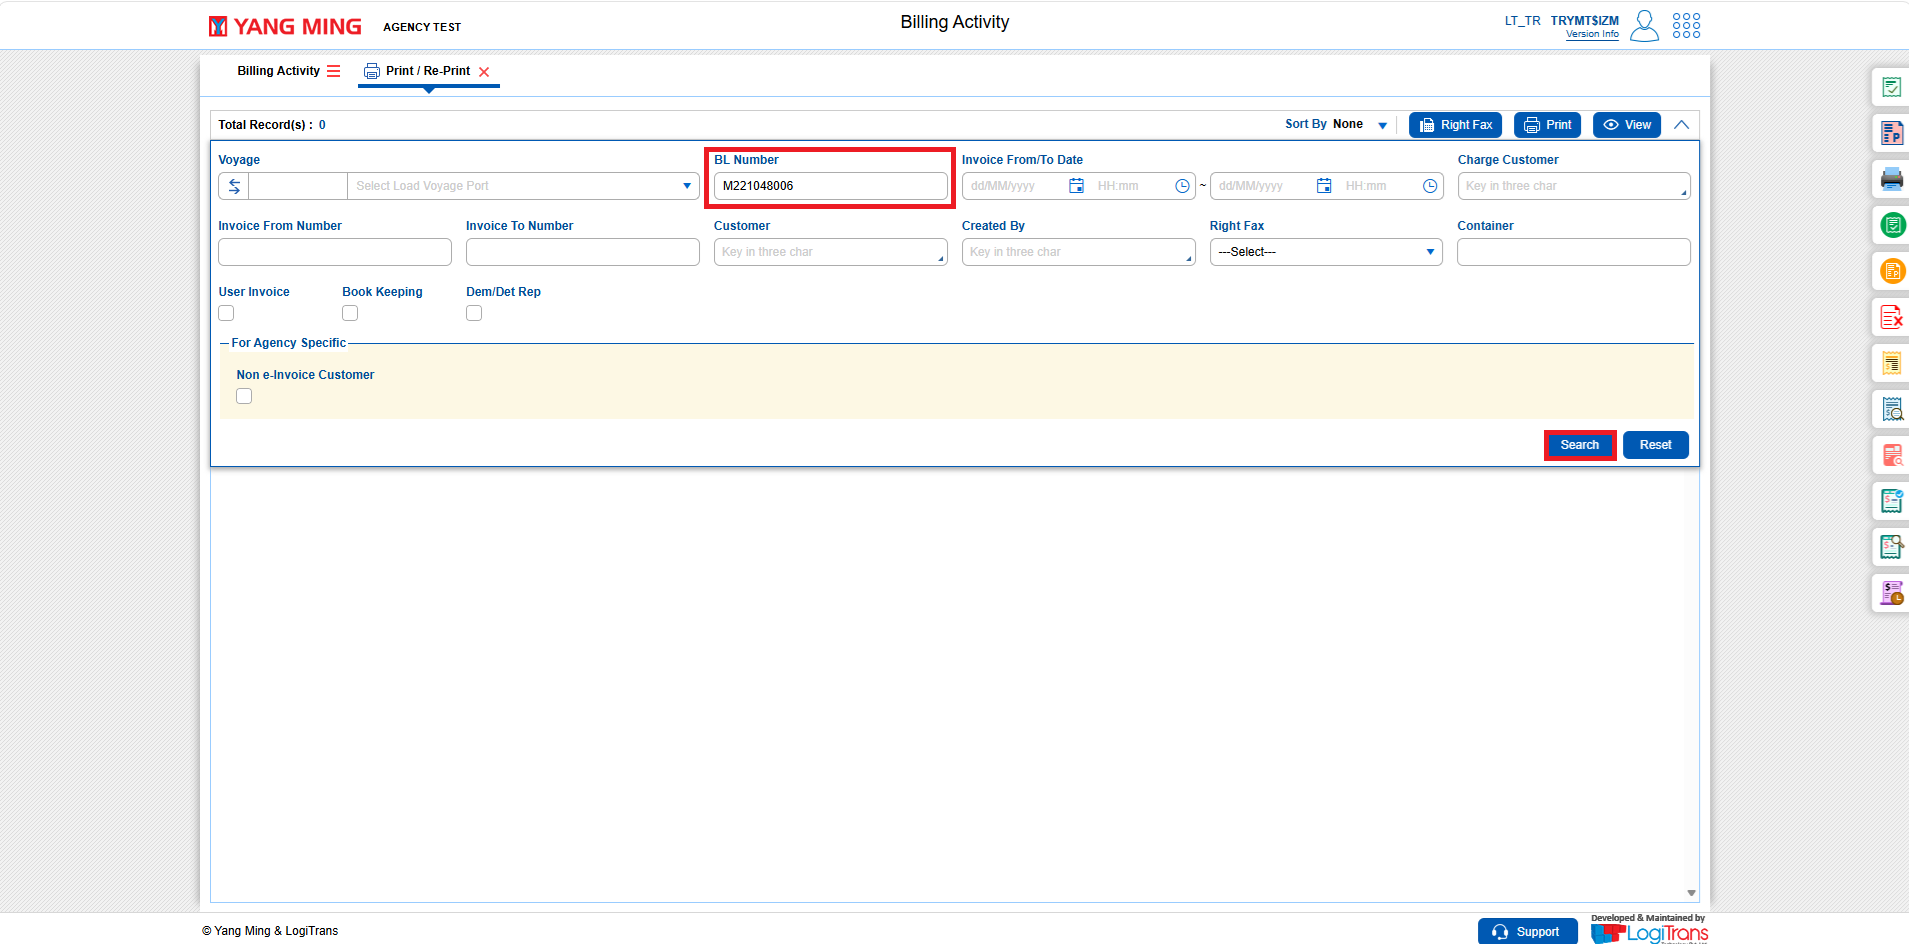 YANG MING AGENCY TEST
Billing Activity
LT_TR TRYMT$IZM
Version Info
Billing Activity
Print / Re-Print
Total Record(s) : 0
Sort By None
Right Fax
Print
View
Voyage
BL Number
Invoice From/To Date
Charge Customer
Select Load Voyage Port
M221048006
dd/MM/yyyy
HH:mm
~
dd/MM/yyyy
HH:mm
Key in three char
Invoice From Number
Invoice To Number
Customer
Created By
Right Fax
Container
Key in three char
Key in three char
---Select---
User Invoice
Book Keeping
Dem/Det Rep
For Agency Specific
Non e-Invoice Customer
Search
Reset
© Yang Ming & LogiTrans
Support
Developed & Maintained by
LogiTrans